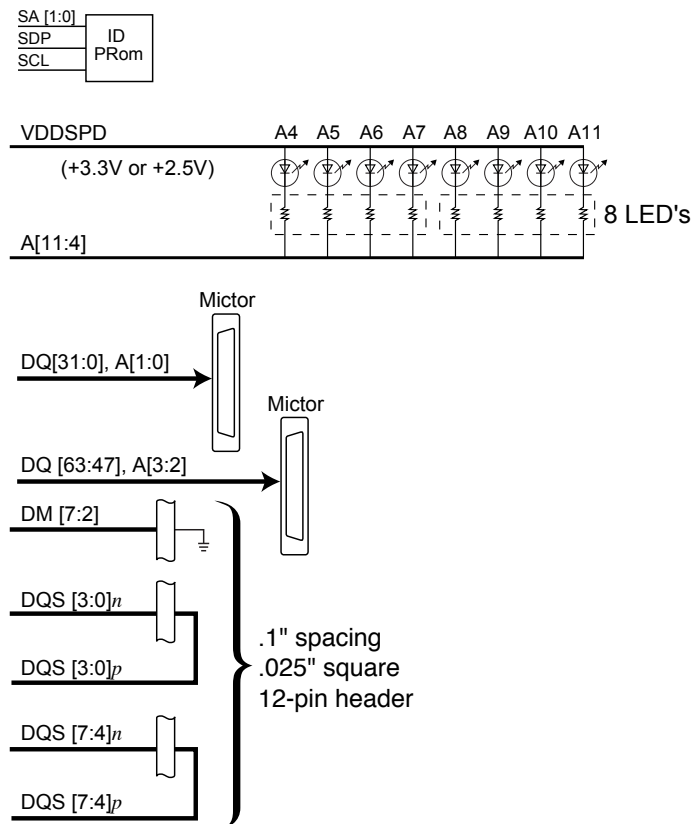 SA [1:0]
SDP
SCL
ID
PRom
VDDSPD
A4 A5 A6 A7 A8 A9 A10 A11
(+3.3V or +2.5V)
8 LED's
A[11:4]
Mictor
DQ[31:0], A[1:0]
Mictor
DQ [63:47], A[3:2]
DM [7:2]
DQS [3:0]n
DQS [3:0]p
.1" spacing
.025" square
12-pin header
DQS [7:4]n
DQS [7:4]p